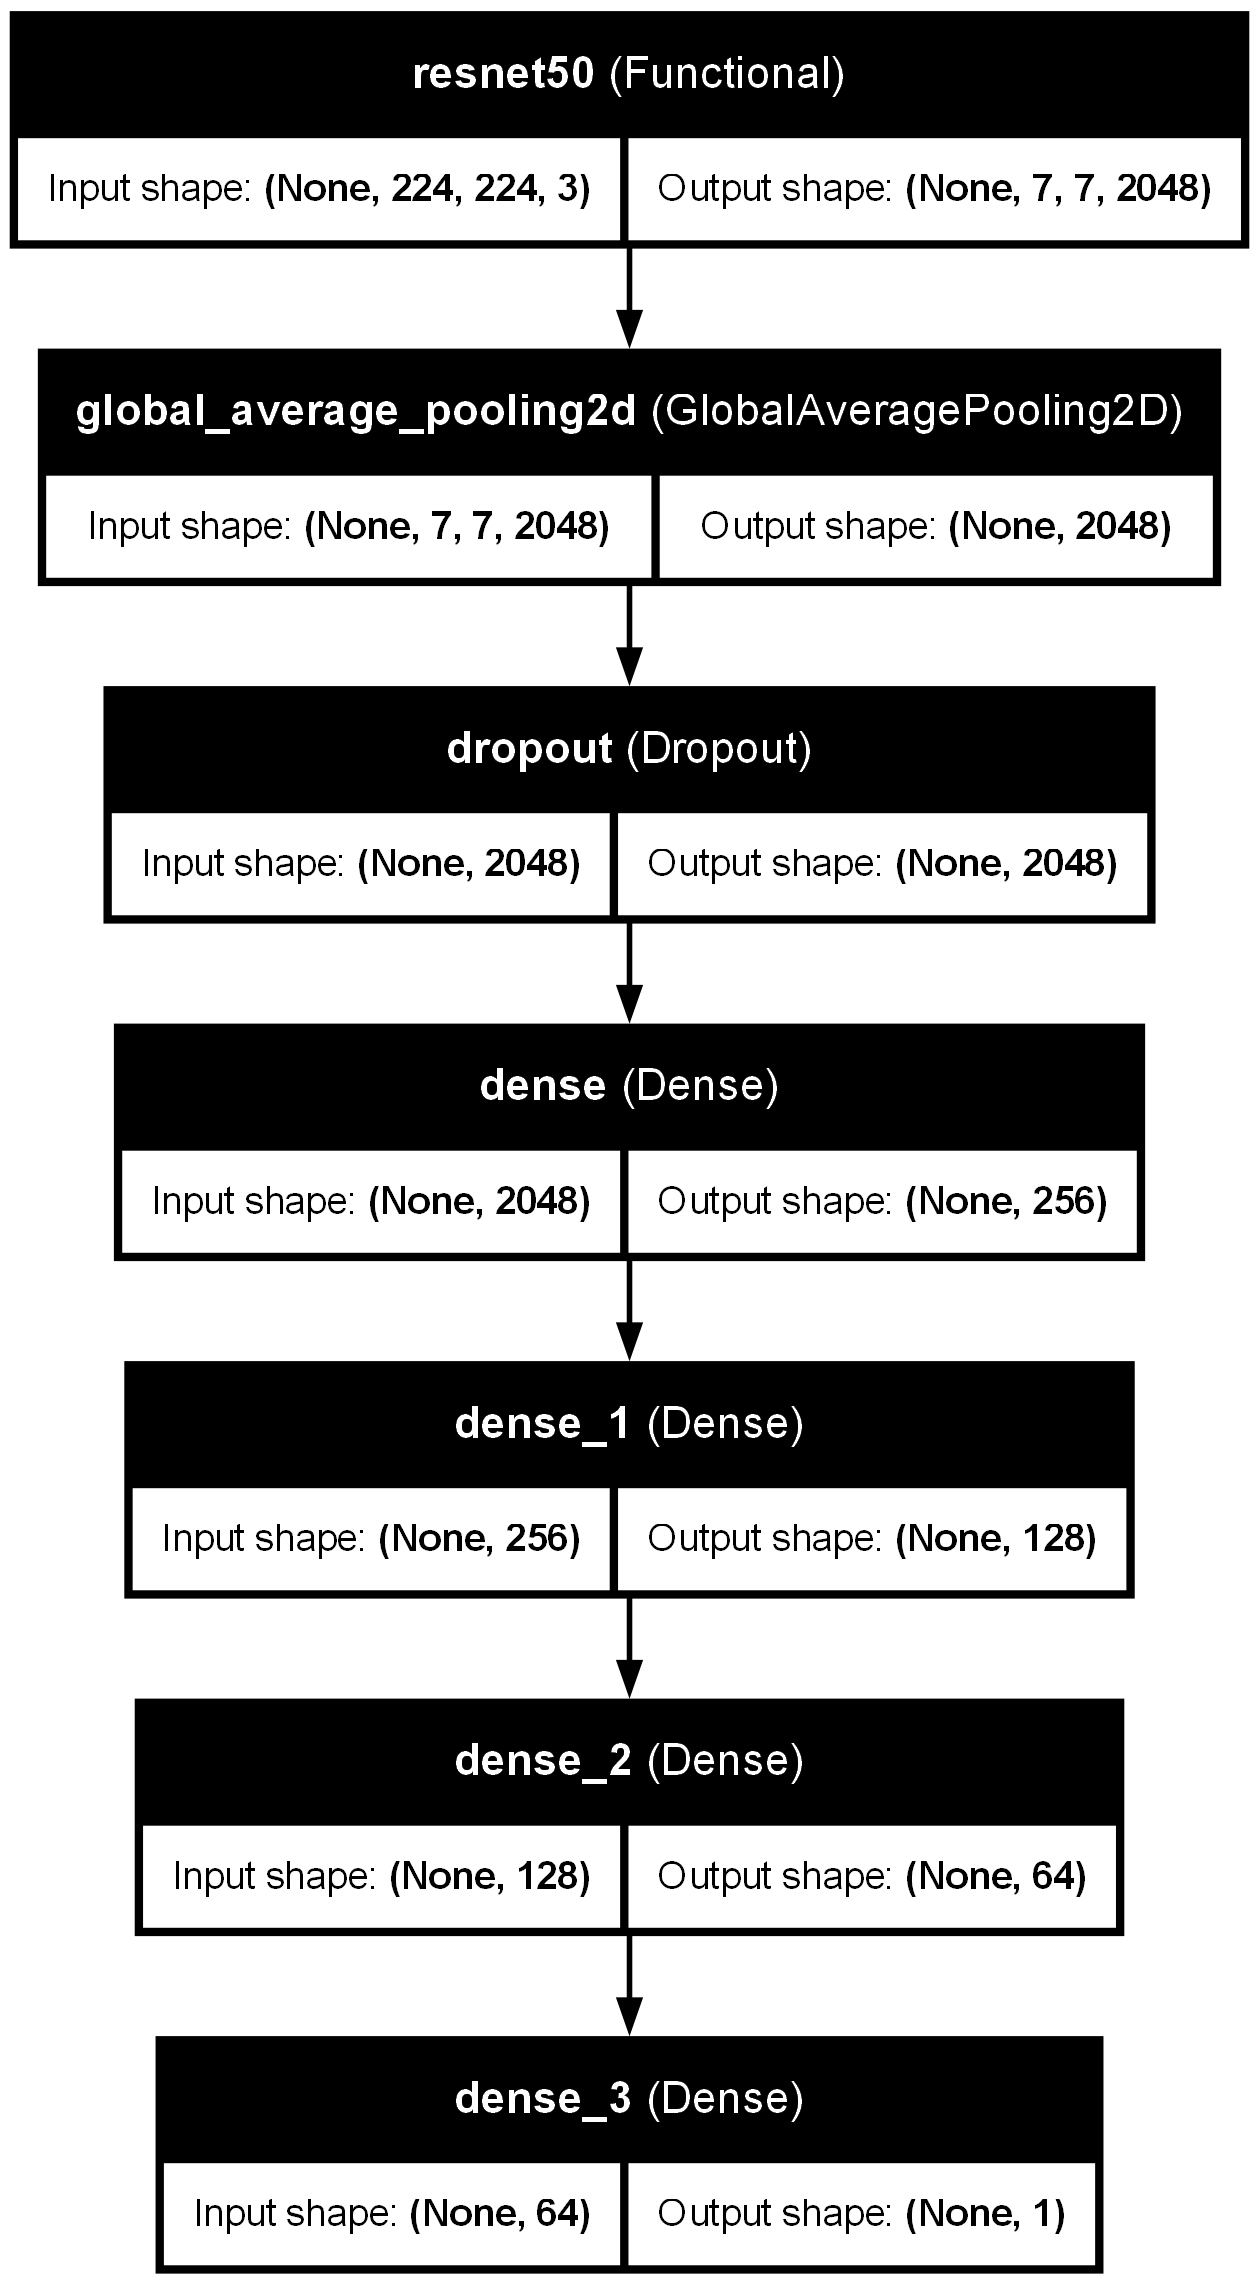 resnet50 (Functional)
Input shape: (None, 224, 224, 3) Output shape: (None, 7, 7, 2048)
global_average_pooling2d (GlobalAveragePooling2D)
Input shape: (None, 7, 7, 2048) Output shape: (None, 2048)
dropout (Dropout)
Input shape: (None, 2048) Output shape: (None, 2048)
dense (Dense)
Input shape: (None, 2048) Output shape: (None, 256)
dense_1 (Dense)
Input shape: (None, 256) Output shape: (None, 128)
dense_2 (Dense)
Input shape: (None, 128) Output shape: (None, 64)
dense_3 (Dense)
Input shape: (None, 64) Output shape: (None, 1)